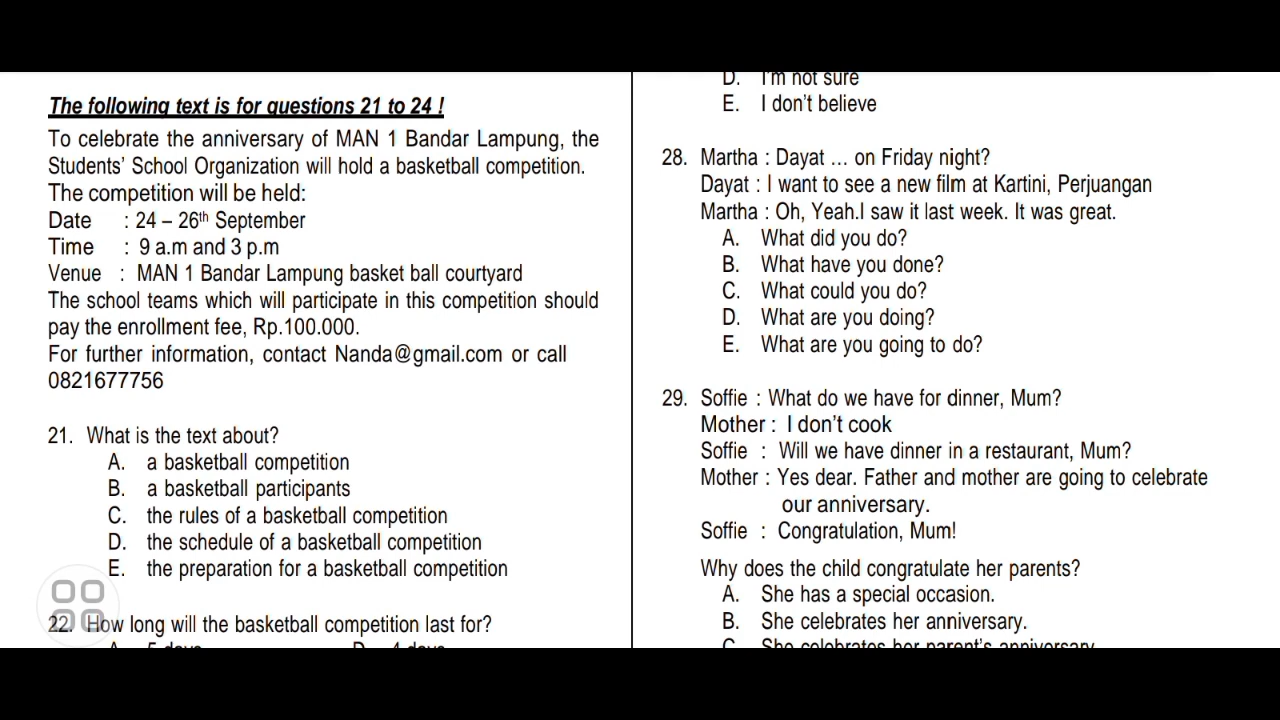 The following text is for questions 21 to 24 !
To celebrate the anniversary of MAN 1 Bandar Lampung, the
Students' School Organization will hold a basketball competition.
The competition will be held:
Date : 24 – 26th September
Time : 9 a.m and 3 p.m
Venue : MAN 1 Bandar Lampung basket ball courtyard
The school teams which will participate in this competition should
pay the enrollment fee, Rp.100.000.
For further information, contact Nanda@gmail.com or call
0821677756
21. What is the text about?
A. a basketball competition
B. a basketball participants
C. the rules of a basketball competition
D. the schedule of a basketball competition
E. the preparation for a basketball competition
22. How long will the basketball competition last for?
A. 5 days D. 4 days
D. I'm not sure
E. I don't believe
28. Martha : Dayat … on Friday night?
Dayat : I want to see a new film at Kartini, Perjuangan
Martha : Oh, Yeah.I saw it last week. It was great.
A. What did you do?
B. What have you done?
C. What could you do?
D. What are you doing?
E. What are you going to do?
29. Soffie : What do we have for dinner, Mum?
Mother : I don't cook
Soffie : Will we have dinner in a restaurant, Mum?
Mother : Yes dear. Father and mother are going to celebrate
our anniversary.
Soffie : Congratulation, Mum!
Why does the child congratulate her parents?
A. She has a special occasion.
B. She celebrates her anniversary.
C. She celebrates her parent's anniversary